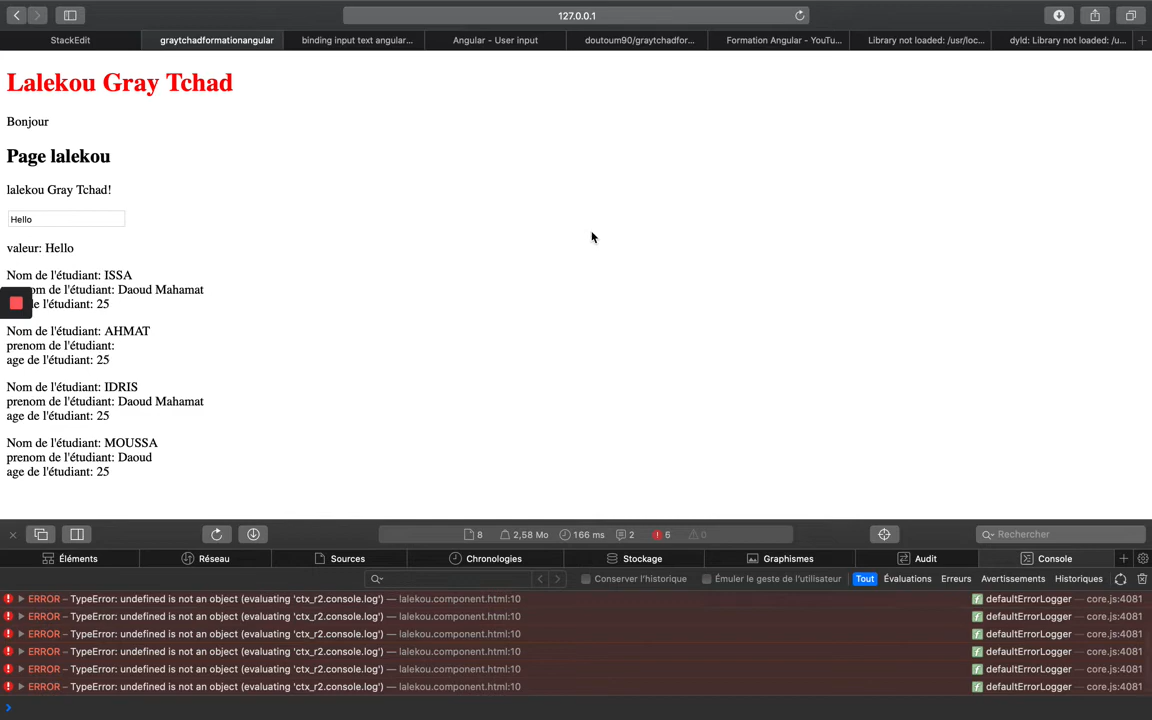 127.0.0.1
StackEdit
graytchadformationangular
binding input text angular...
Angular - User input
doutoum90/graytchadfor...
Formation Angular - YouTu...
Library not loaded: /usr/loc...
dyld: Library not loaded: /u...
Lalekou Gray Tchad
Bonjour
Page lalekou
lalekou Gray Tchad!
Hello
valeur: Hello
Nom de l'étudiant: ISSA
om de l'étudiant: Daoud Mahamat
de l'étudiant: 25
Nom de l'étudiant: AHMAT
prenom de l'étudiant:
age de l'étudiant: 25
Nom de l'étudiant: IDRIS
prenom de l'étudiant: Daoud Mahamat
age de l'étudiant: 25
Nom de l'étudiant: MOUSSA
prenom de l'étudiant: Daoud
age de l'étudiant: 25
8 2,58 Mo 166 ms 2 6 0 Rechercher
Éléments Réseau Sources Chronologies Stockage Graphismes Audit Console
Conserver l'historique Émuler le geste de l'utilisateur Tout Évaluations Erreurs Avertissements Historiques
ERROR – TypeError: undefined is not an object (evaluating 'ctx_r2.console.log') — lalekou.component.html:10 defaultErrorLogger — core.js:4081
ERROR – TypeError: undefined is not an object (evaluating 'ctx_r2.console.log') — lalekou.component.html:10 defaultErrorLogger — core.js:4081
ERROR – TypeError: undefined is not an object (evaluating 'ctx_r2.console.log') — lalekou.component.html:10 defaultErrorLogger — core.js:4081
ERROR – TypeError: undefined is not an object (evaluating 'ctx_r2.console.log') — lalekou.component.html:10 defaultErrorLogger — core.js:4081
ERROR – TypeError: undefined is not an object (evaluating 'ctx_r2.console.log') — lalekou.component.html:10 defaultErrorLogger — core.js:4081
ERROR – TypeError: undefined is not an object (evaluating 'ctx_r2.console.log') — lalekou.component.html:10 defaultErrorLogger — core.js:4081